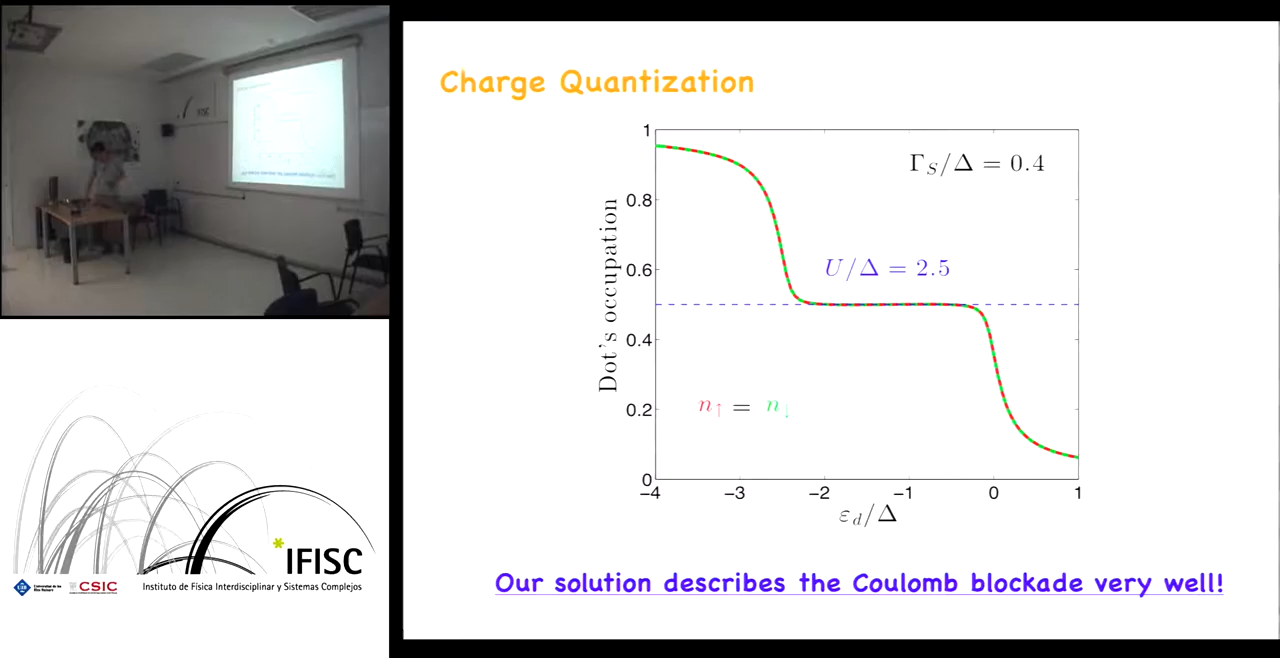 Charge Quantization
Γ_S/Δ = 0.4
U/Δ = 2.5
n↑ = n↓
Dot's occupation
1
0.8
0.6
0.4
0.2
0
−4
−3
−2
−1
0
1
ε_d/Δ
Our solution describes the Coulomb blockade very well!
*IFISC
CSIC
Instituto de Física Interdisciplinar y Sistemas Complejos